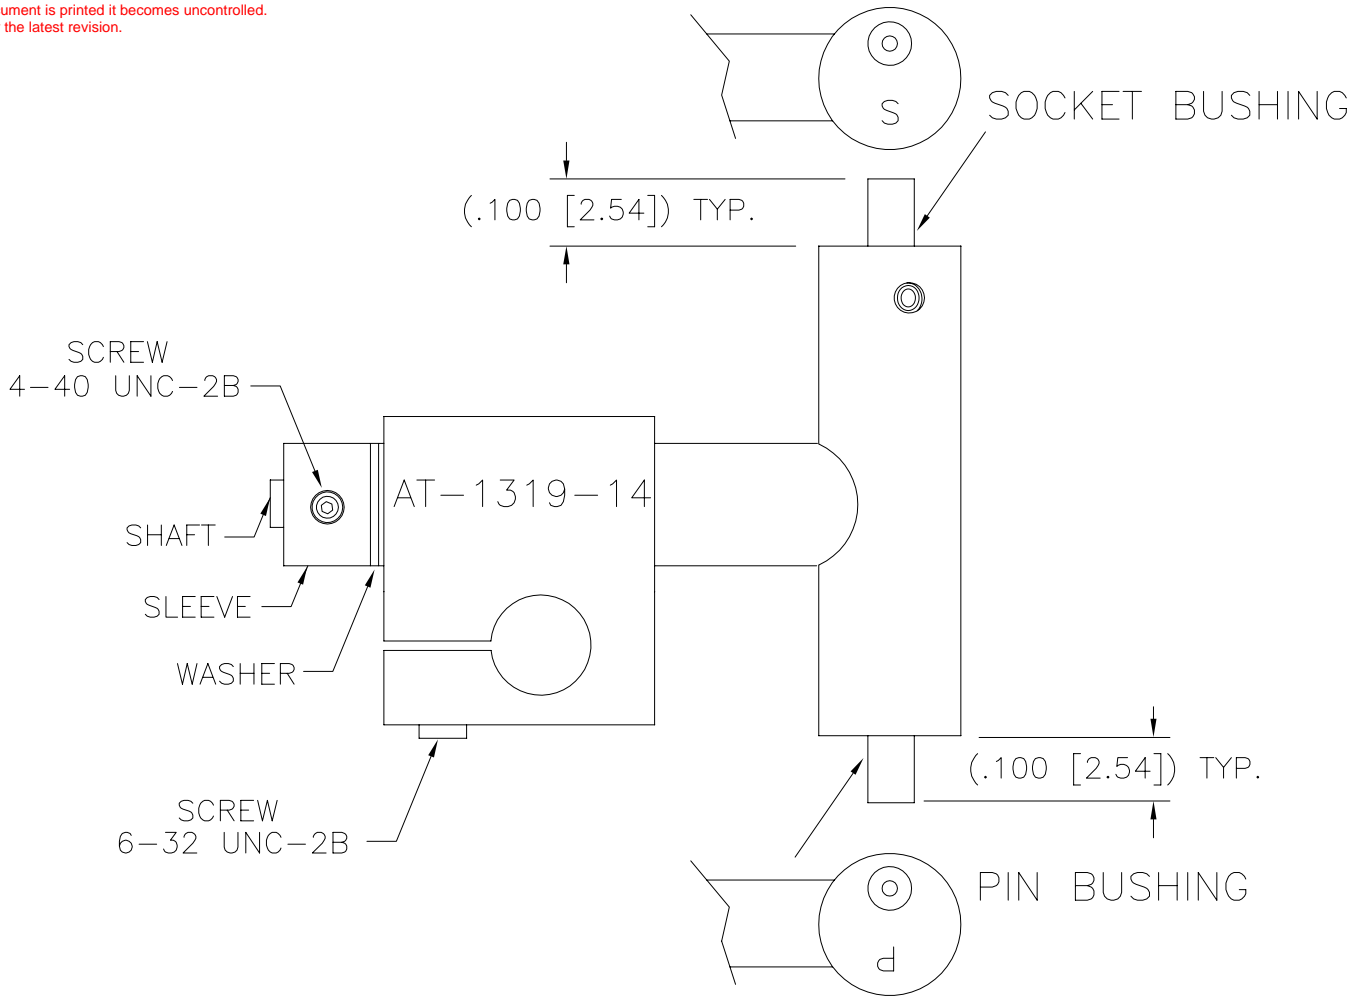 ument is printed it becomes uncontrolled.
the latest revision.
S
SOCKET BUSHING
(.100 [2.54]) TYP.
SCREW
4-40 UNC-2B
AT-1319-14
SHAFT
SLEEVE
WASHER
(.100 [2.54]) TYP.
SCREW
6-32 UNC-2B
PIN BUSHING
P